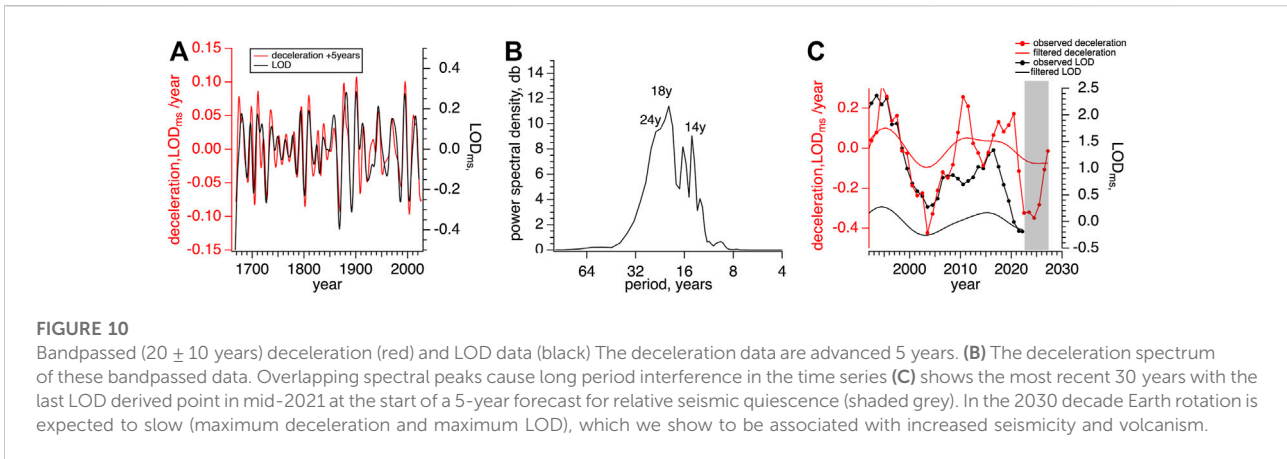 A
0.15
0.10
0.05
0.00
-0.05
-0.10
-0.15
deceleration,LODms /year
deceleration +5years
LOD
0.4
0.2
0.0
-0.2
-0.4
LODms,
1700 1800 1900 2000
year
B
14
12
10
8
6
4
2
0
power spectral density, db
18y
24y
14y
64 32 16 8 4
period, years
C
observed deceleration
filtered deceleration
observed LOD
filtered LOD
0.2
0.0
-0.2
-0.4
deceleration,LODms /year
2.5
2.0
1.5
1.0
0.5
0.0
-0.5
LODms,
2000 2010 2020 2030
year
FIGURE 10
Bandpassed (20 ± 10 years) deceleration (red) and LOD data (black) The deceleration data are advanced 5 years. (B) The deceleration spectrum
of these bandpassed data. Overlapping spectral peaks cause long period interference in the time series (C) shows the most recent 30 years with the
last LOD derived point in mid-2021 at the start of a 5-year forecast for relative seismic quiescence (shaded grey). In the 2030 decade Earth rotation is
expected to slow (maximum deceleration and maximum LOD), which we show to be associated with increased seismicity and volcanism.